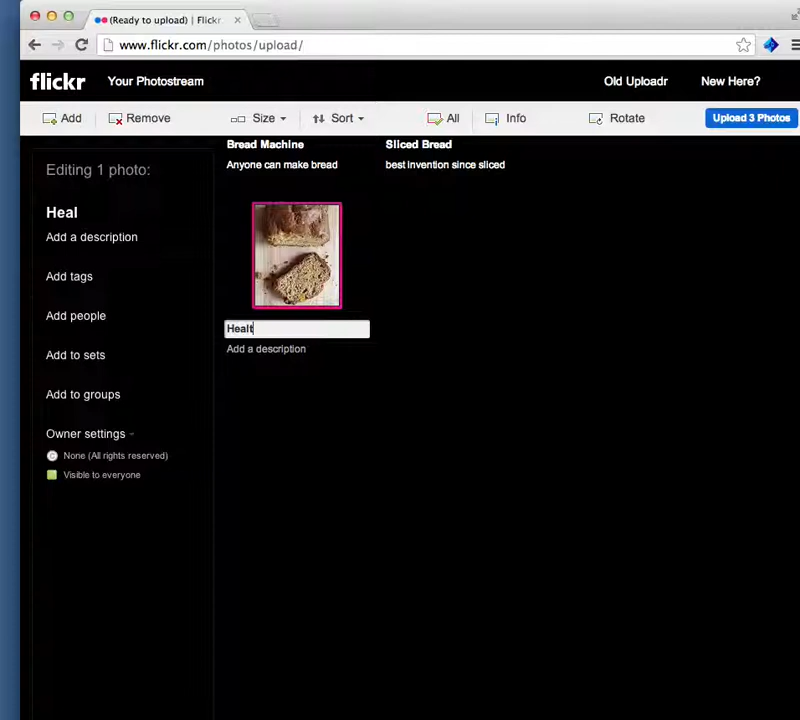 (Ready to upload) | Flickr
www.flickr.com/photos/upload/
flickr Your Photostream Old Uploadr New Here?
Add Remove Size Sort All Info Rotate Upload 3 Photos
Bread Machine Sliced Bread
Anyone can make bread best invention since sliced
Editing 1 photo:
Heal
Add a description
Add tags
Add people
Add to sets
Add to groups
Owner settings
None (All rights reserved)
Visible to everyone
Healt
Add a description